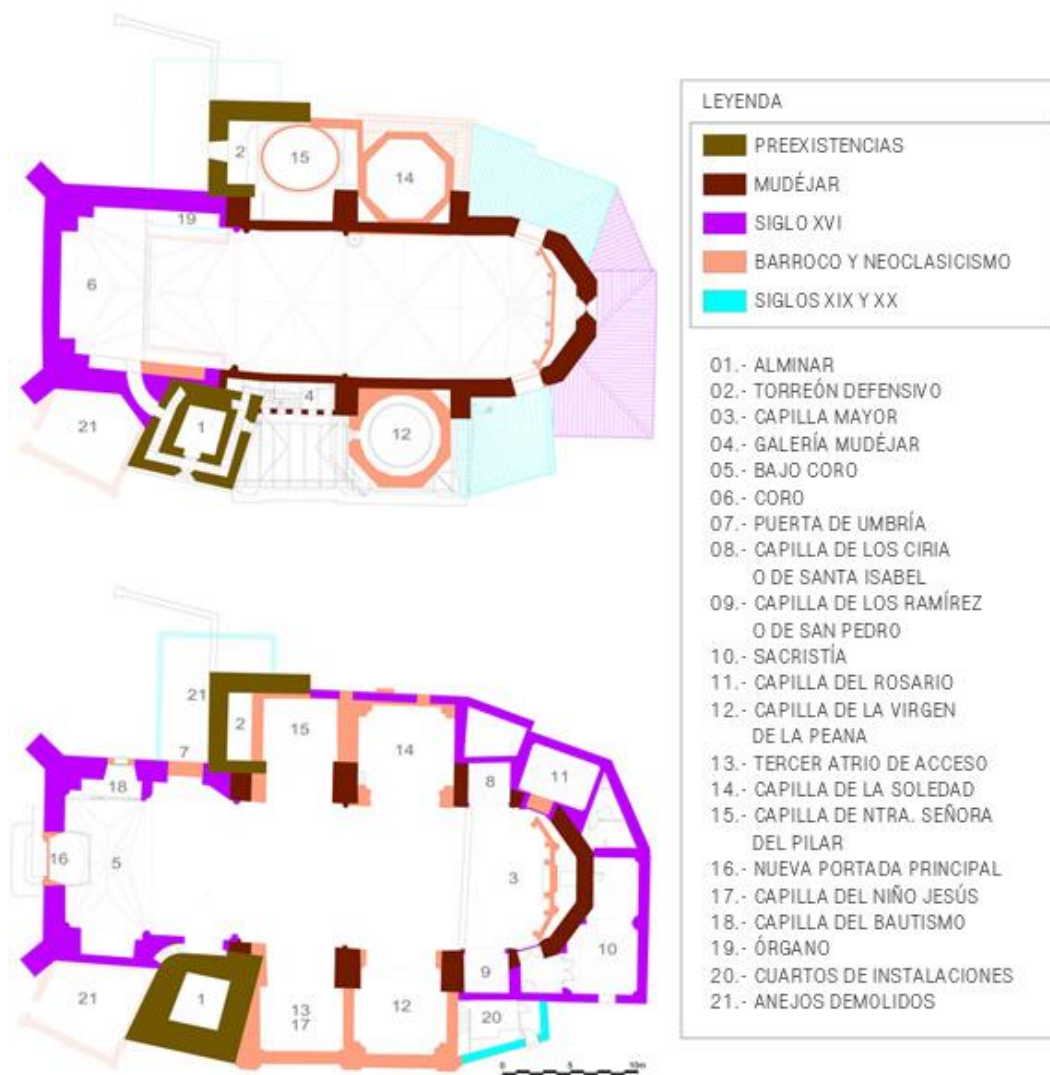 2
15
14
19
6
4
1
21
12
LEYENDA
PREEXISTENCIAS
MUDÉJAR
SIGLO XVI
BARROCO Y NEOCLASICISMO
SIGLOS XIX Y XX
01.- ALMINAR
02.- TORREÓN DEFENSIVO
03.- CAPILLA MAYOR
04.- GALERÍA MUDÉJAR
05.- BAJO CORO
06.- CORO
07.- PUERTA DE UMBRÍA
08.- CAPILLA DE LOS CIRIA
O DE SANTA ISABEL
09.- CAPILLA DE LOS RAMÍREZ
O DE SAN PEDRO
10.- SACRISTÍA
11.- CAPILLA DEL ROSARIO
12.- CAPILLA DE LA VIRGEN
DE LA PEANA
13.- TERCER ATRIO DE ACCESO
14.- CAPILLA DE LA SOLEDAD
15.- CAPILLA DE NTRA. SEÑORA
DEL PILAR
16.- NUEVA PORTADA PRINCIPAL
17.- CAPILLA DEL NIÑO JESÚS
18.- CAPILLA DEL BAUTISMO
19.- ÓRGANO
20.- CUARTOS DE INSTALACIONES
21.- ANEJOS DEMOLIDOS
21
2
15
14
7
18
8
11
16
5
3
10
9
21
1
13
17
12
20
0 5 10m